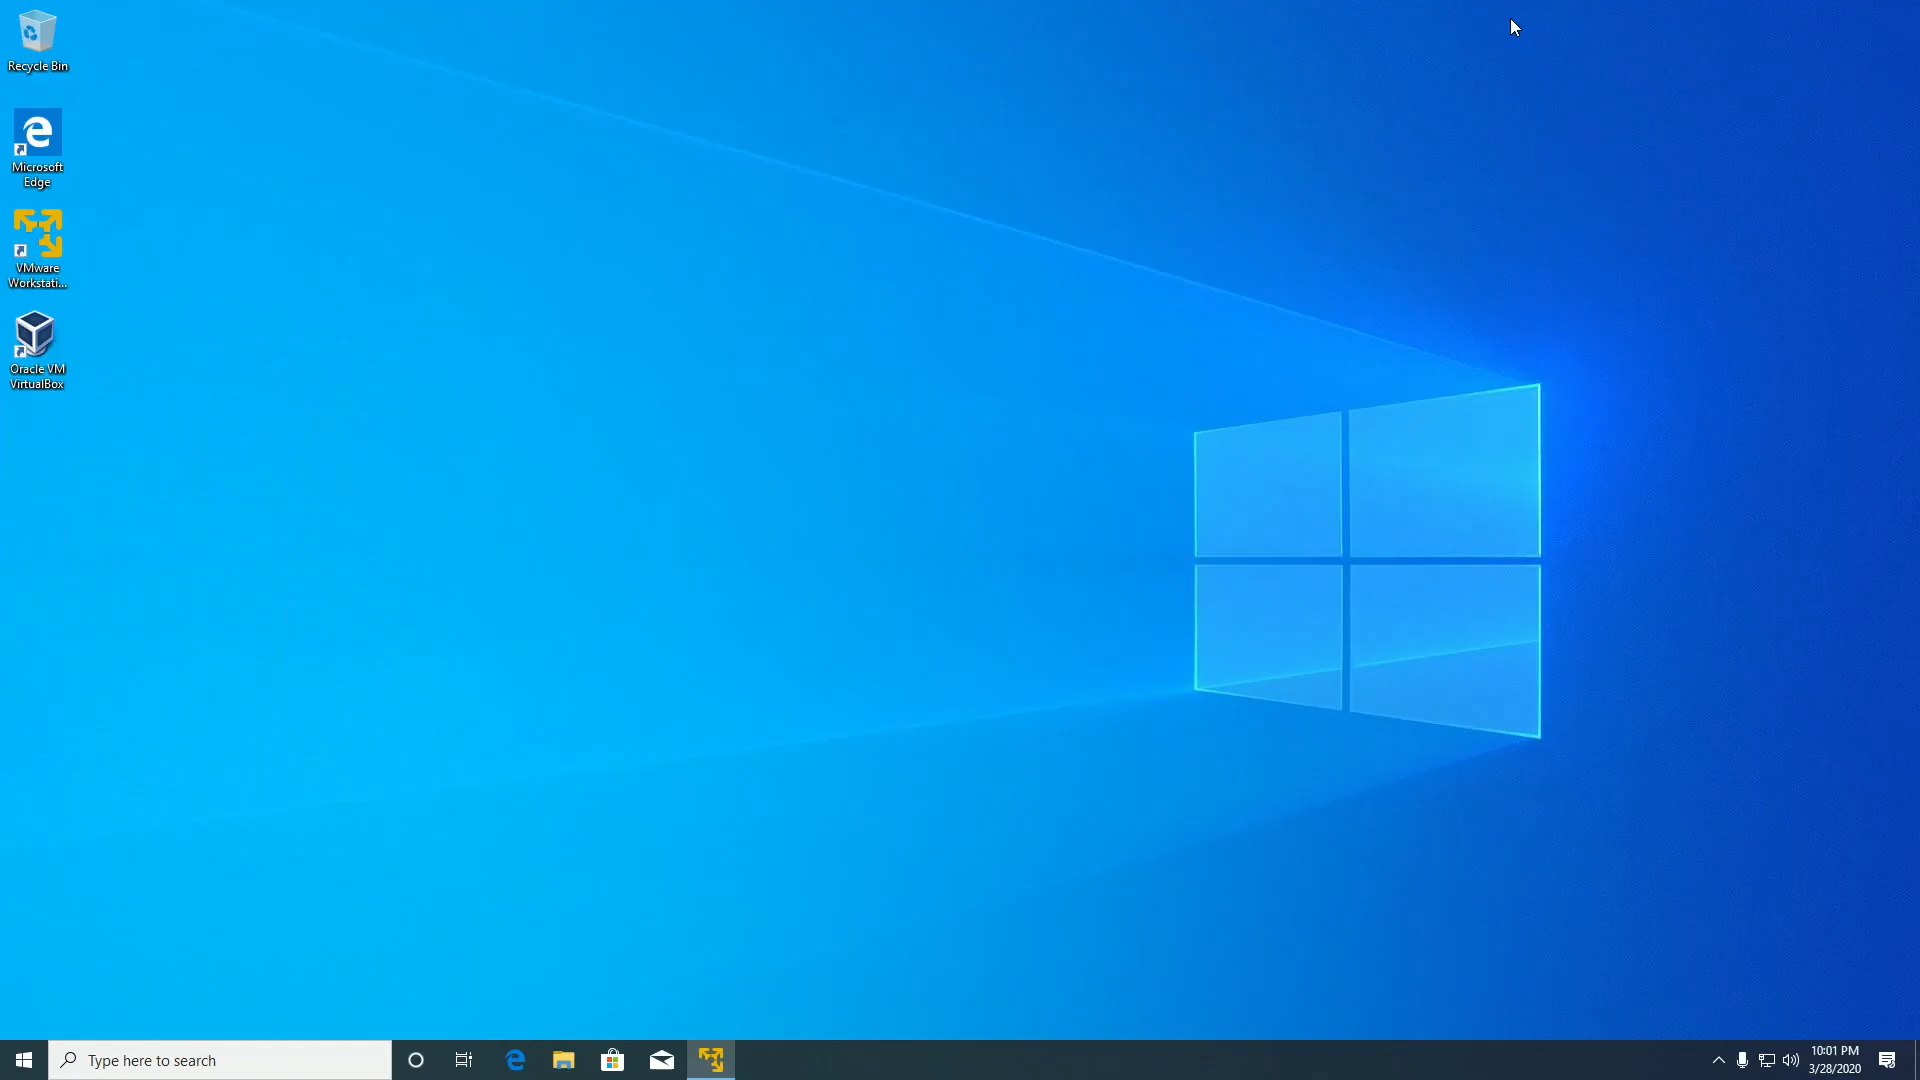 Recycle Bin
Microsoft
Edge
VMware
Workstati...
Oracle VM
VirtualBox
Type here to search
10:01 PM
3/28/2020